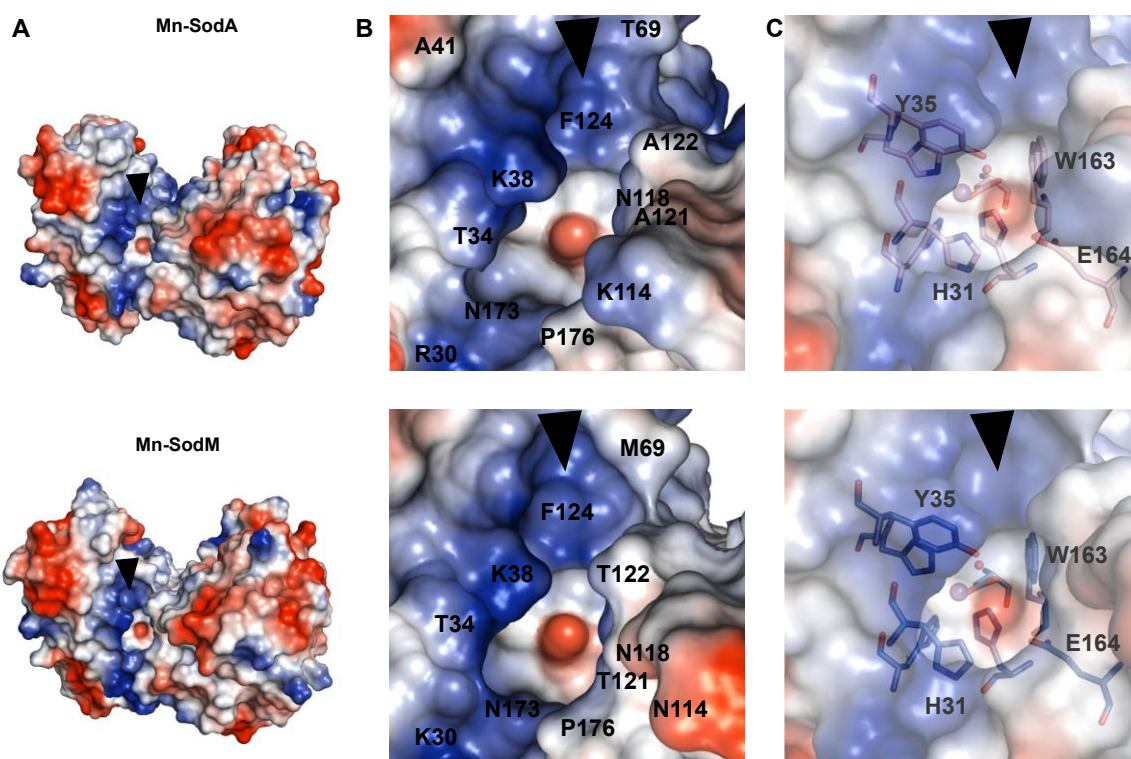 A
Mn-SodA
B
C
A41
T69
F124
A122
K38
N118
A121
T34
K114
N173
P176
R30
Y35
W163
E164
H31
Mn-SodM
M69
F124
K38
T122
T34
N118
T121
N173
N114
P176
K30
Y35
W163
E164
H31